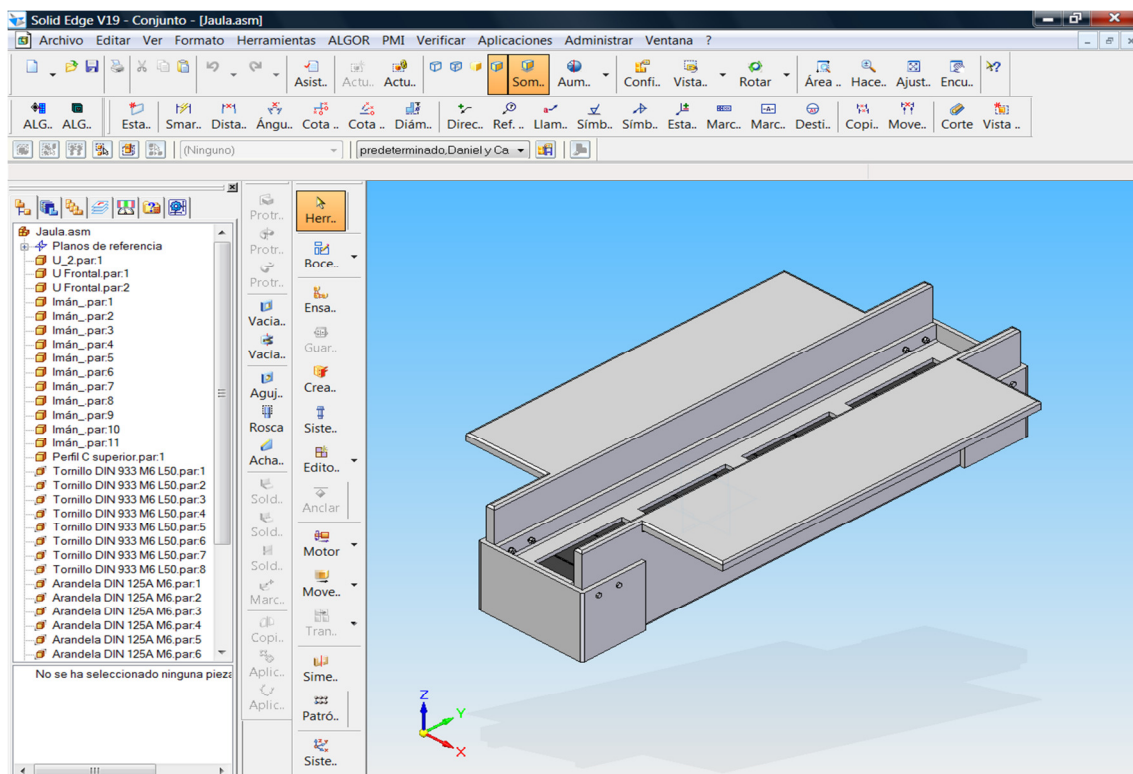 Solid Edge V19 - Conjunto - [Jaula.asm]
Archivo Editar Ver Formato Herramientas ALGOR PMI Verificar Aplicaciones Administrar Ventana ?
Asist.. Actu.. Actu.. Som.. Aum.. Confi.. Vista.. Rotar Área .. Hace.. Ajust.. Encu..
ALG.. ALG.. Esta.. Smar.. Dista.. Ángu.. Cota .. Cota .. Diám.. Direc.. Ref. .. Llam.. Símb.. Símb.. Esta.. Marc.. Marc.. Desti.. Copi.. Move.. Corte Vista ..
(Ninguno) predeterminado,Daniel y Ca
Jaula.asm
Planos de referencia
U_2.par:1
U Frontal.par:1
U Frontal.par:2
Imán_.par:1
Imán_.par:2
Imán_.par:3
Imán_.par:4
Imán_.par:5
Imán_.par:6
Imán_.par:7
Imán_.par:8
Imán_.par:9
Imán_.par:10
Imán_.par:11
Perfil C superior.par:1
Tornillo DIN 933 M6 L50.par:1
Tornillo DIN 933 M6 L50.par:2
Tornillo DIN 933 M6 L50.par:3
Tornillo DIN 933 M6 L50.par:4
Tornillo DIN 933 M6 L50.par:5
Tornillo DIN 933 M6 L50.par:6
Tornillo DIN 933 M6 L50.par:7
Tornillo DIN 933 M6 L50.par:8
Arandela DIN 125A M6.par:1
Arandela DIN 125A M6.par:2
Arandela DIN 125A M6.par:3
Arandela DIN 125A M6.par:4
Arandela DIN 125A M6.par:5
Arandela DIN 125A M6.par:6
No se ha seleccionado ninguna pieza
Protr..
Protr..
Protr..
Vacia..
Vacia..
Aguj..
Rosca
Acha..
Sold..
Sold..
Sold..
Marc..
Copi..
Aplic..
Aplic..
Herr..
Boce..
Ensa..
Guar..
Crea..
Siste..
Edito..
Anclar
Motor
Move..
Tran..
Sime..
Patró..
Siste..
Z
Y
X